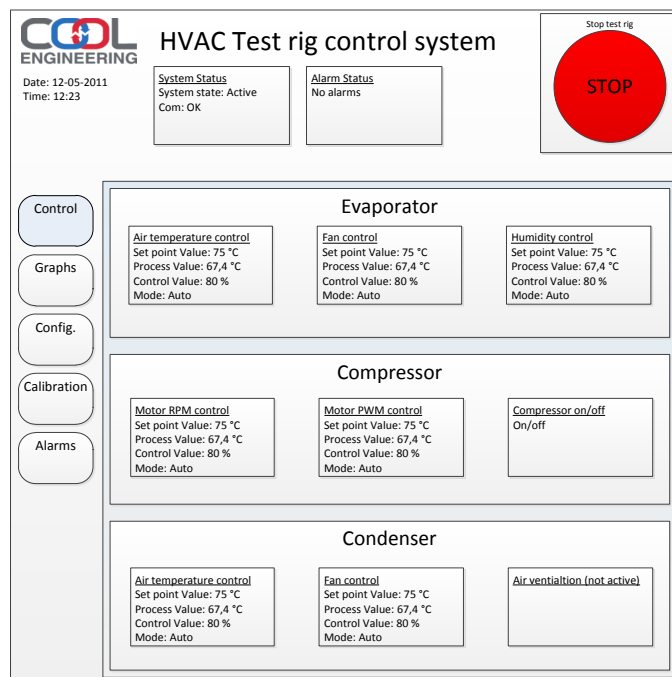 COOL
ENGINEERING
HVAC Test rig control system
Stop test rig
STOP
Date: 12-05-2011
Time: 12:23
System Status
System state: Active
Com: OK
Alarm Status
No alarms
Control
Graphs
Config.
Calibration
Alarms
Evaporator
Air temperature control
Set point Value: 75 °C
Process Value: 67,4 °C
Control Value: 80 %
Mode: Auto
Fan control
Set point Value: 75 °C
Process Value: 67,4 °C
Control Value: 80 %
Mode: Auto
Humidity control
Set point Value: 75 °C
Process Value: 67,4 °C
Control Value: 80 %
Mode: Auto
Compressor
Motor RPM control
Set point Value: 75 °C
Process Value: 67,4 °C
Control Value: 80 %
Mode: Auto
Motor PWM control
Set point Value: 75 °C
Process Value: 67,4 °C
Control Value: 80 %
Mode: Auto
Compressor on/off
On/off
Condenser
Air temperature control
Set point Value: 75 °C
Process Value: 67,4 °C
Control Value: 80 %
Mode: Auto
Fan control
Set point Value: 75 °C
Process Value: 67,4 °C
Control Value: 80 %
Mode: Auto
Air ventialtion (not active)